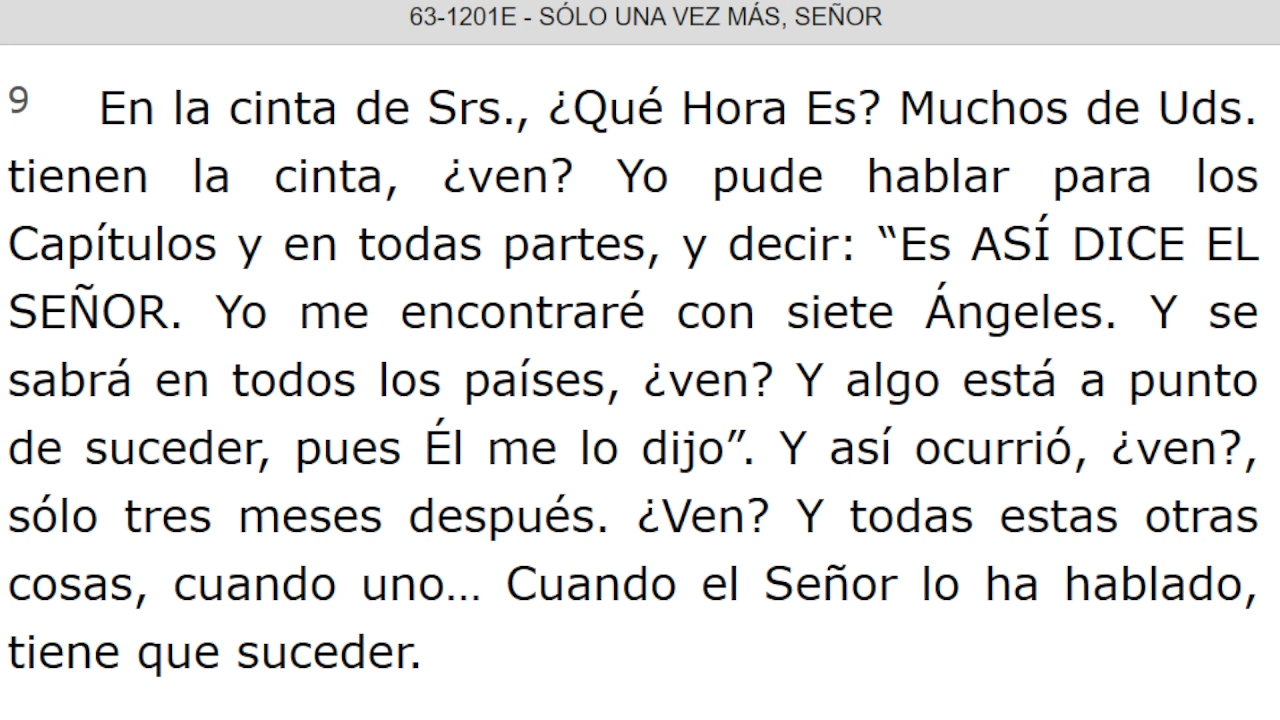 63-1201E - SÓLO UNA VEZ MÁS, SEÑOR
9 En la cinta de Srs., ¿Qué Hora Es? Muchos de Uds.
tienen la cinta, ¿ven? Yo pude hablar para los
Capítulos y en todas partes, y decir: “Es ASÍ DICE EL
SEÑOR. Yo me encontraré con siete Ángeles. Y se
sabrá en todos los países, ¿ven? Y algo está a punto
de suceder, pues Él me lo dijo”. Y así ocurrió, ¿ven?,
sólo tres meses después. ¿Ven? Y todas estas otras
cosas, cuando uno… Cuando el Señor lo ha hablado,
tiene que suceder.